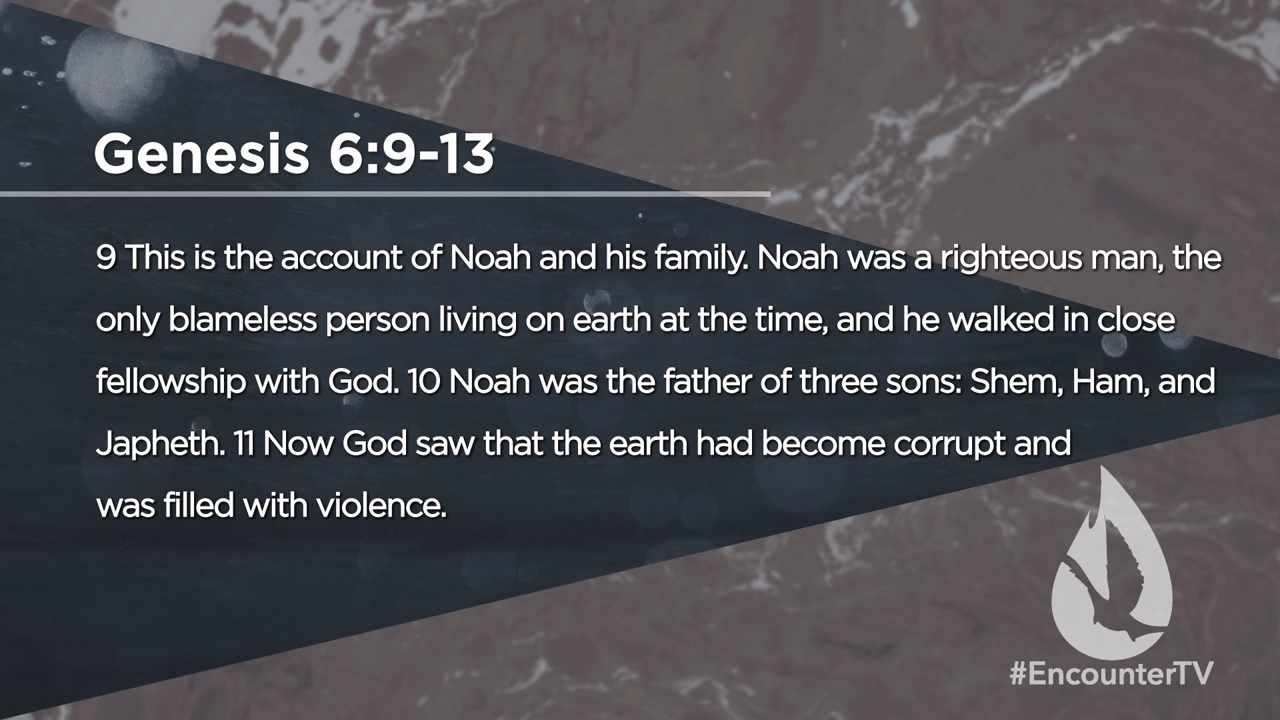 Genesis 6:9-13
9 This is the account of Noah and his family. Noah was a righteous man, the
only blameless person living on earth at the time, and he walked in close
fellowship with God. 10 Noah was the father of three sons: Shem, Ham, and
Japheth. 11 Now God saw that the earth had become corrupt and
was filled with violence.
#EncounterTV